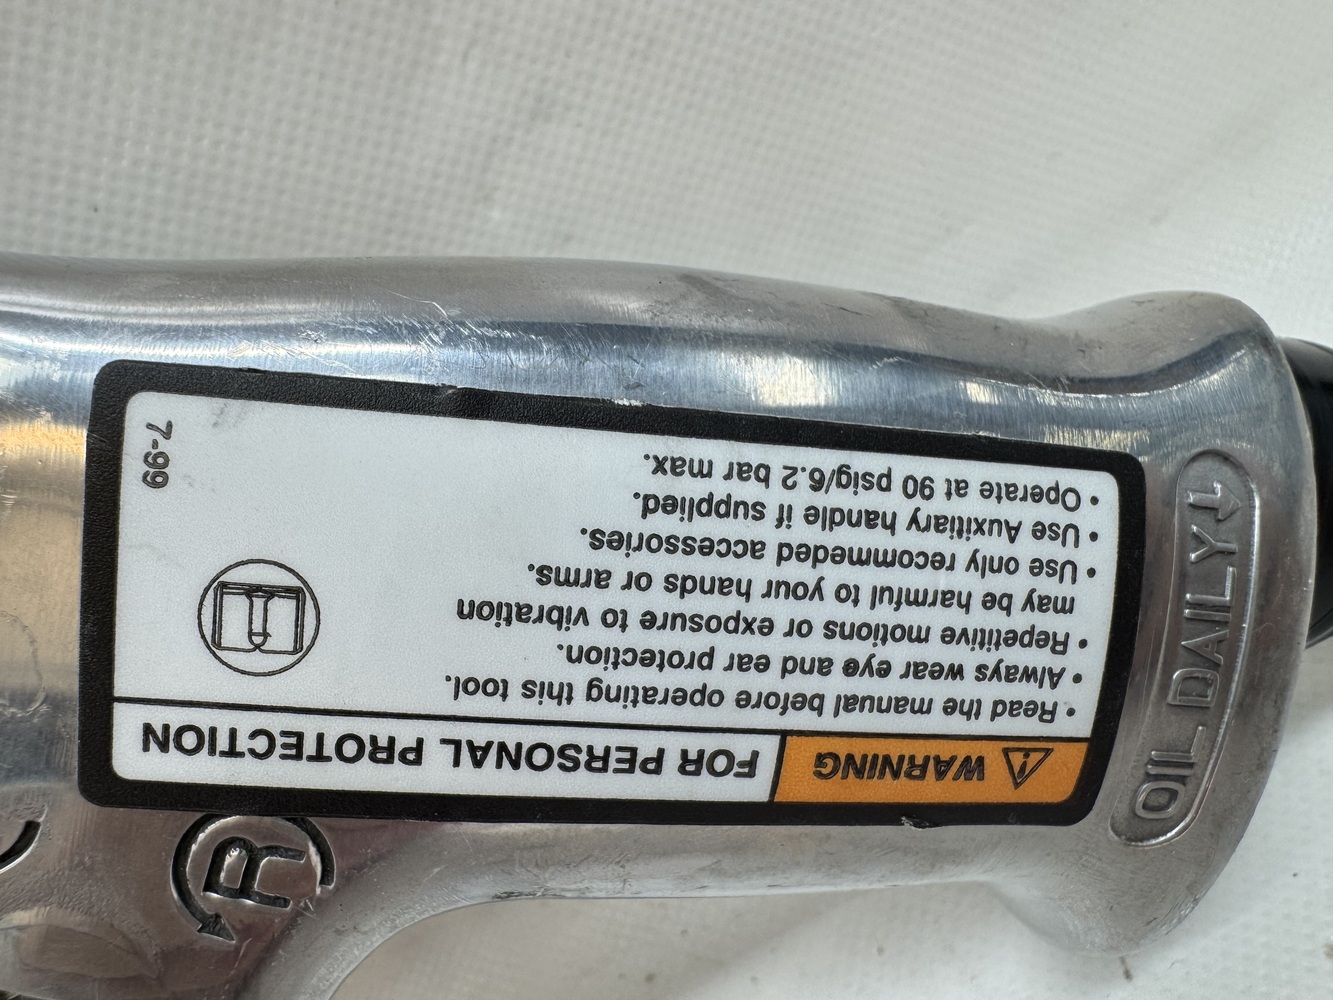 WARNING
FOR PERSONAL PROTECTION
• Read the manual before operating this tool.
• Always wear eye and ear protection.
• Repetitive motions or exposure to vibration
may be harmful to your hands or arms.
• Use only recommeded accessories.
• Use Auxitiary handle if supplied.
• Operate at 90 psig/6.2 bar max.
7-99
OIL DAILY
R